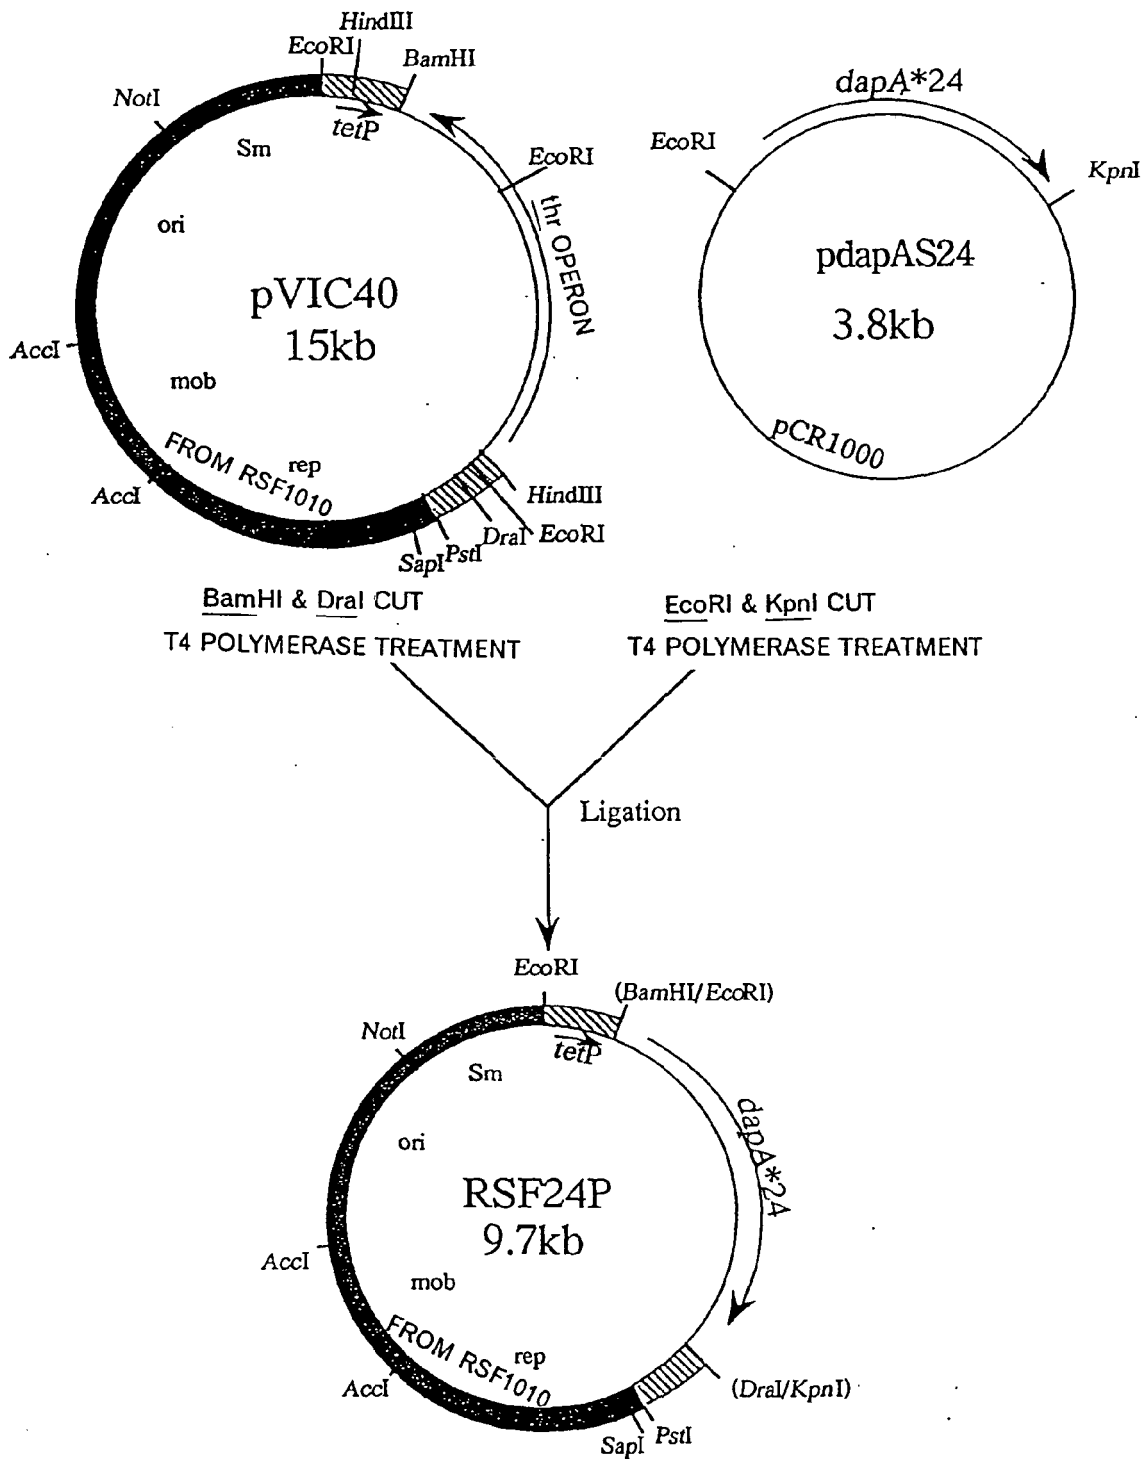 HindIII
EcoRI
BamHI
NotI
tetP
Sm
EcoRI
ori
thr OPERON
pVIC40
15kb
AccI
mob
FROM RSF1010
rep
AccI
HindIII
EcoRI
DraI
PstI
SapI
dapA*24
EcoRI
KpnI
pdapAS24
3.8kb
pCR1000
BamHI & DraI CUT
T4 POLYMERASE TREATMENT
EcoRI & KpnI CUT
T4 POLYMERASE TREATMENT
Ligation
EcoRI
(BamHI/EcoRI)
NotI
tetP
Sm
ori
dapA*24
RSF24P
9.7kb
AccI
mob
FROM RSF1010
rep
AccI
(DraI/KpnI)
PstI
SapI